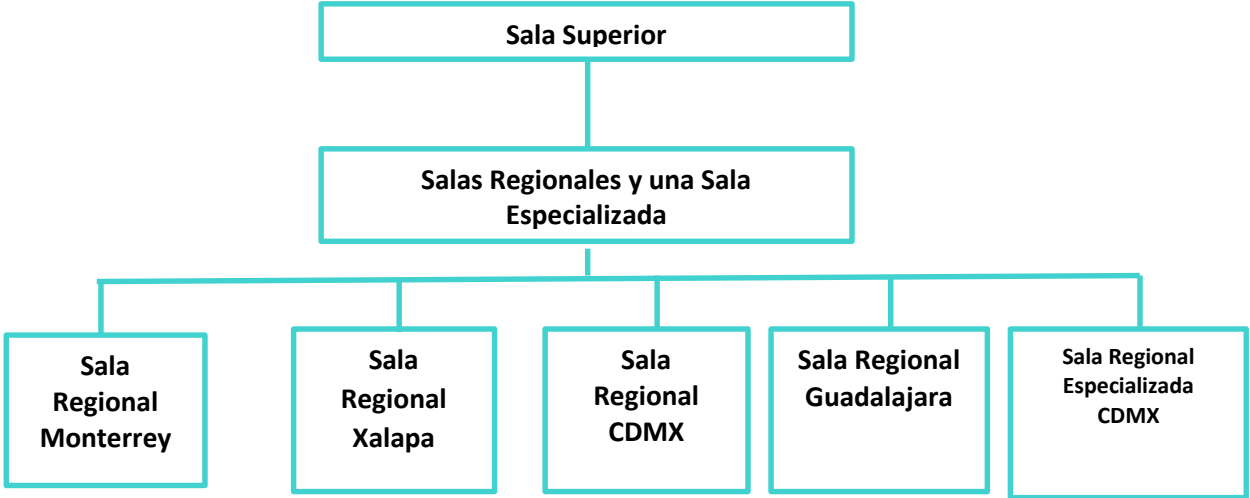 Sala Superior
Salas Regionales y una Sala
Especializada
Sala
Regional
Monterrey
Sala
Regional
Xalapa
Sala
Regional
CDMX
Sala Regional
Guadalajara
Sala Regional
Especializada
CDMX